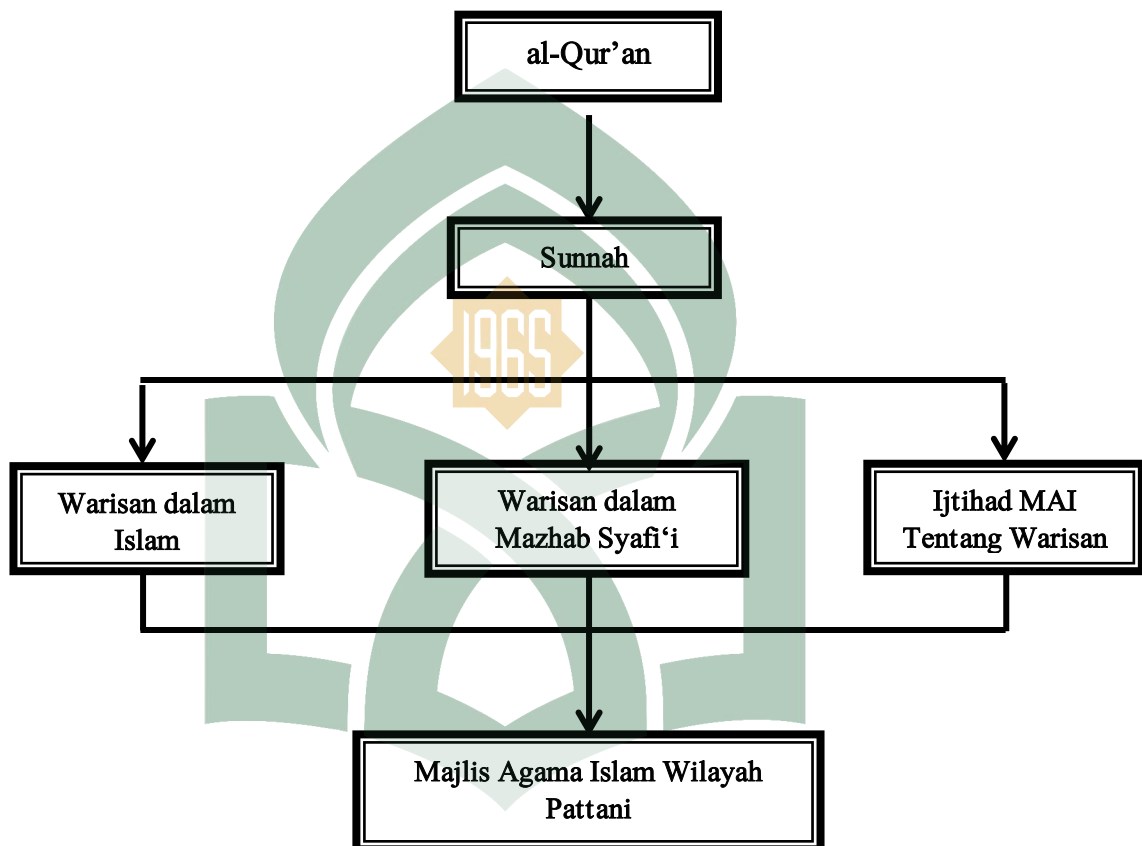 al-Qur’an
Sunnah
1965
Warisan dalam
Islam
Warisan dalam
Mazhab Syafi‘i
Ijtihad MAI
Tentang Warisan
Majlis Agama Islam Wilayah
Pattani